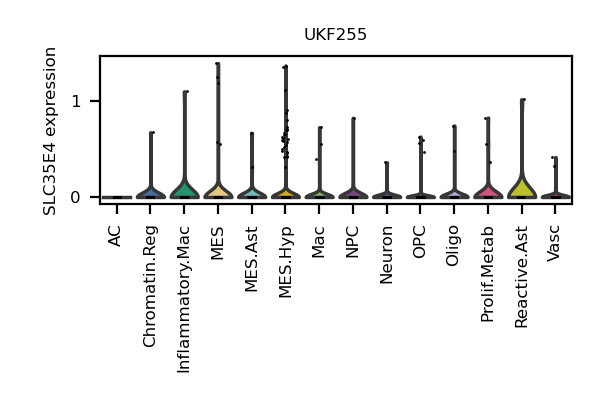 UKF255
SLC35E4 expression
1
0
AC
Chromatin.Reg
Inflammatory.Mac
MES
MES.Ast
MES.Hyp
Mac
NPC
Neuron
OPC
Oligo
Prolif.Metab
Reactive.Ast
Vasc